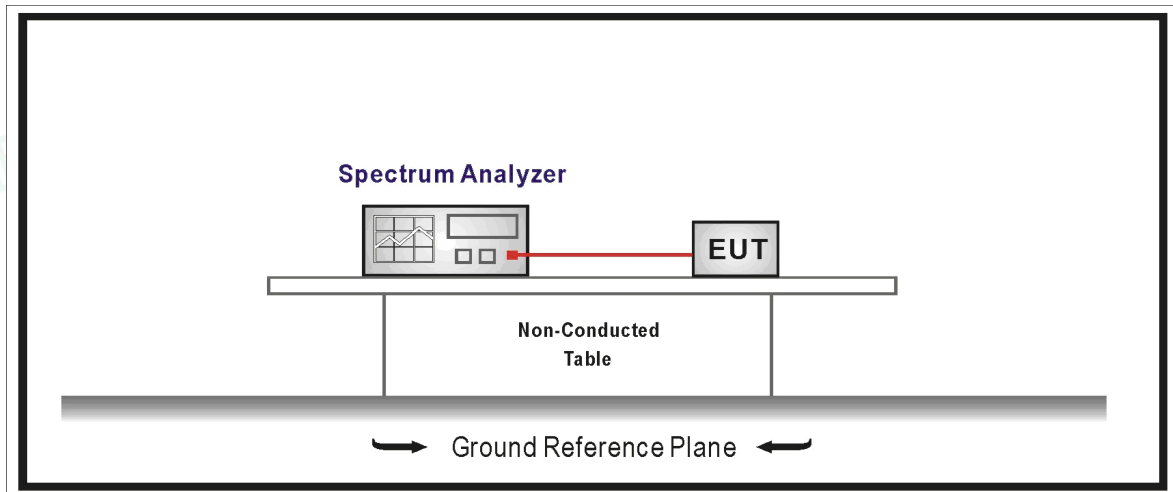 Spectrum Analyzer
EUT
Non-Conducted
Table
Ground Reference Plane